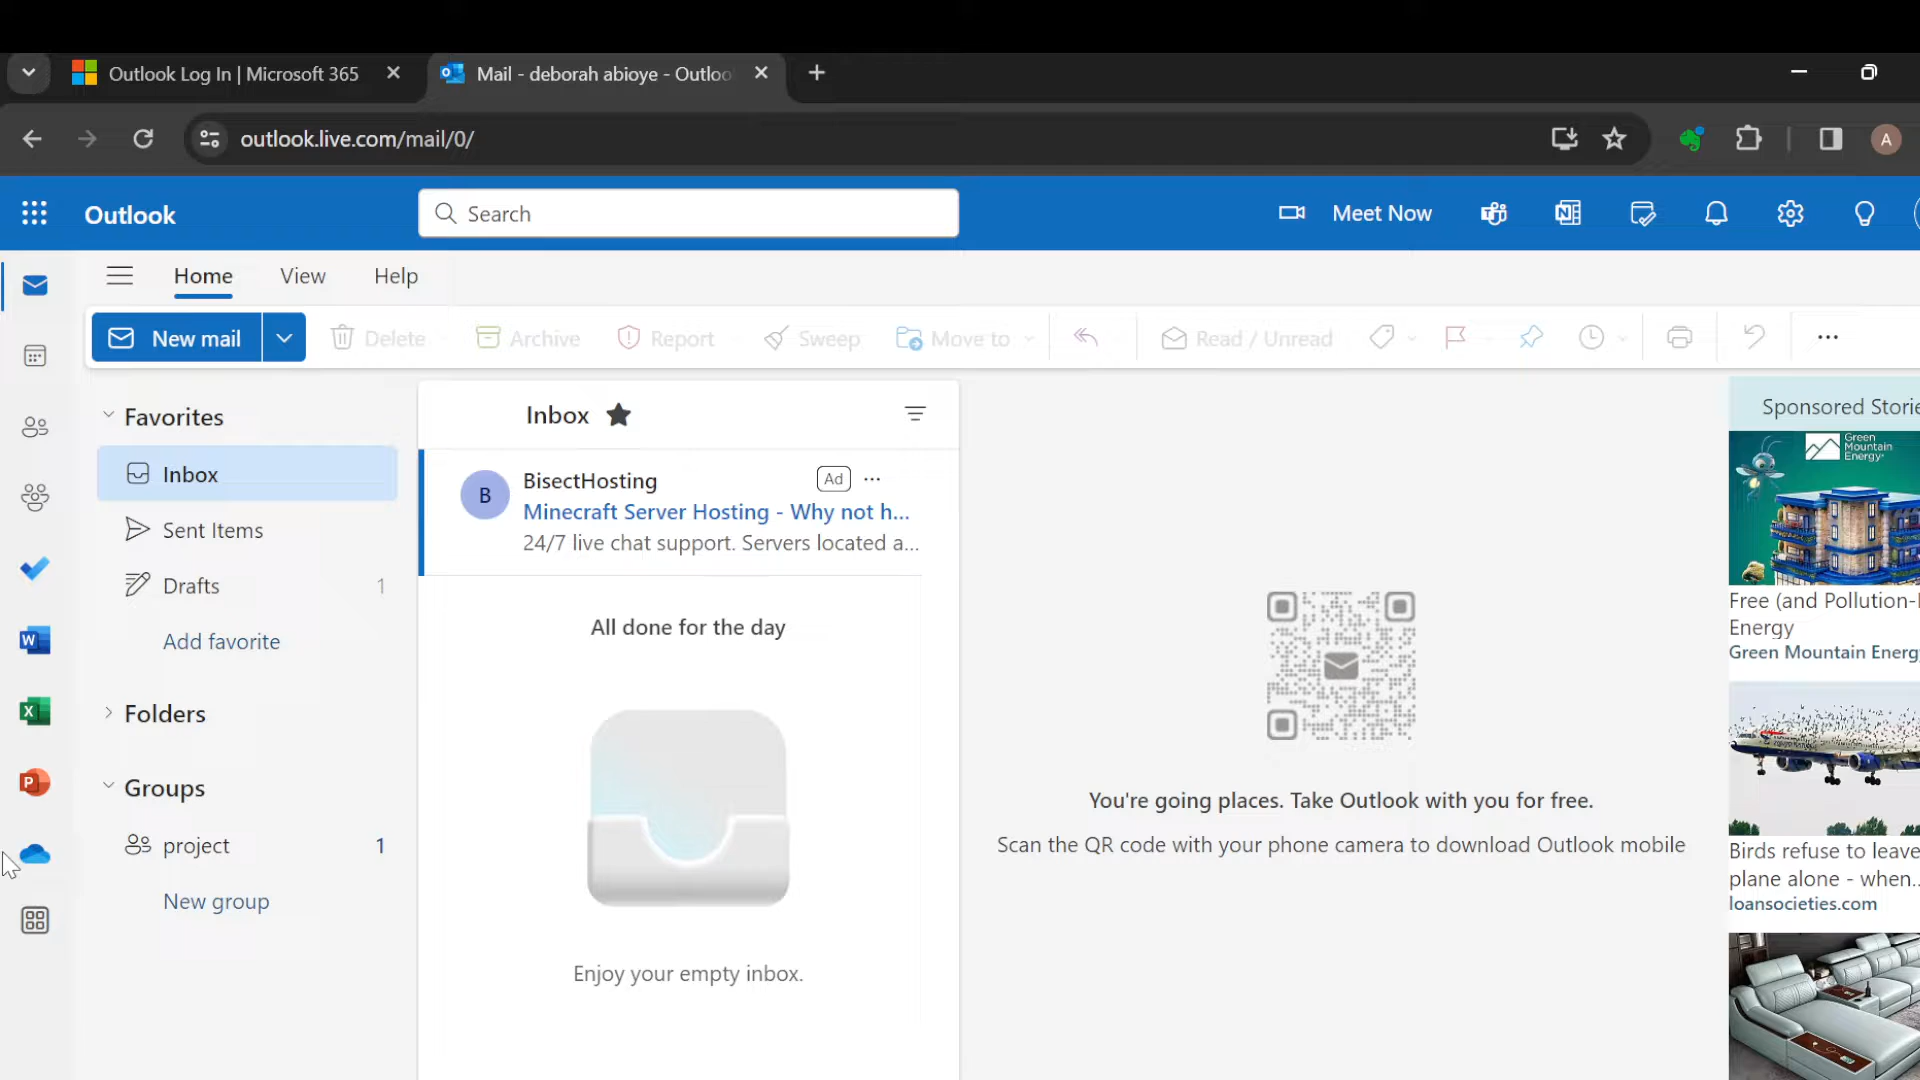 Outlook Log In | Microsoft 365
Mail - deborah abioye - Outloo
outlook.live.com/mail/0/
A
Outlook
Search
Meet Now
Home
View
Help
New mail
Delete
Archive
Report
Sweep
Move to
Read / Unread
Favorites
Inbox
Sent Items
Drafts 1
Add favorite
Folders
Groups
project 1
New group
Inbox
B
BisectHosting
Ad
Minecraft Server Hosting - Why not h...
24/7 live chat support. Servers located a...
All done for the day
Enjoy your empty inbox.
You're going places. Take Outlook with you for free.
Scan the QR code with your phone camera to download Outlook mobile
Sponsored Storie
Green
Mountain
Energy
Free (and Pollution-
Energy
Green Mountain Energ
Birds refuse to leave
plane alone - when...
loansocieties.com